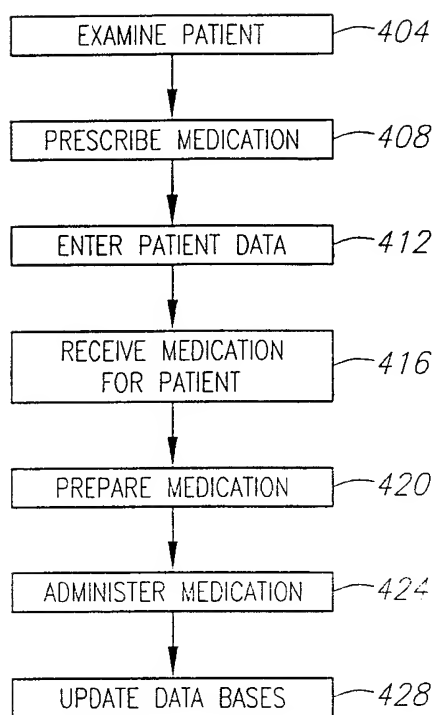 EXAMINE PATIENT 404
PRESCRIBE MEDICATION 408
ENTER PATIENT DATA 412
RECEIVE MEDICATION
FOR PATIENT 416
PREPARE MEDICATION 420
ADMINISTER MEDICATION 424
UPDATE DATA BASES 428